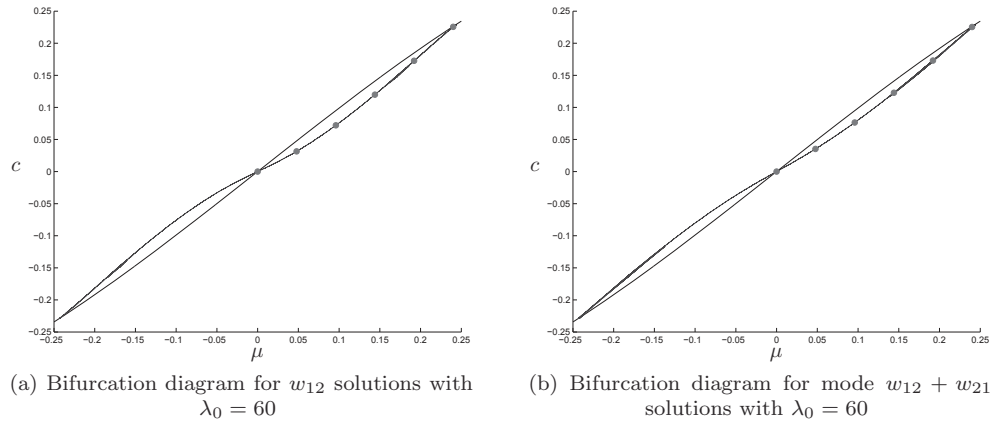 0.25
0.2
0.15
0.1
0.05
0
−0.05
−0.1
−0.15
−0.2
−0.25
c
−0.25 −0.2 −0.15 −0.1 −0.05 0 0.05 0.1 0.15 0.2 0.25
μ
(a) Bifurcation diagram for w₁₂ solutions with
λ₀ = 60
0.25
0.2
0.15
0.1
0.05
0
−0.05
−0.1
−0.15
−0.2
−0.25
c
−0.25 −0.2 −0.15 −0.1 −0.05 0 0.05 0.1 0.15 0.2 0.25
μ
(b) Bifurcation diagram for mode w₁₂ + w₂₁
solutions with λ₀ = 60